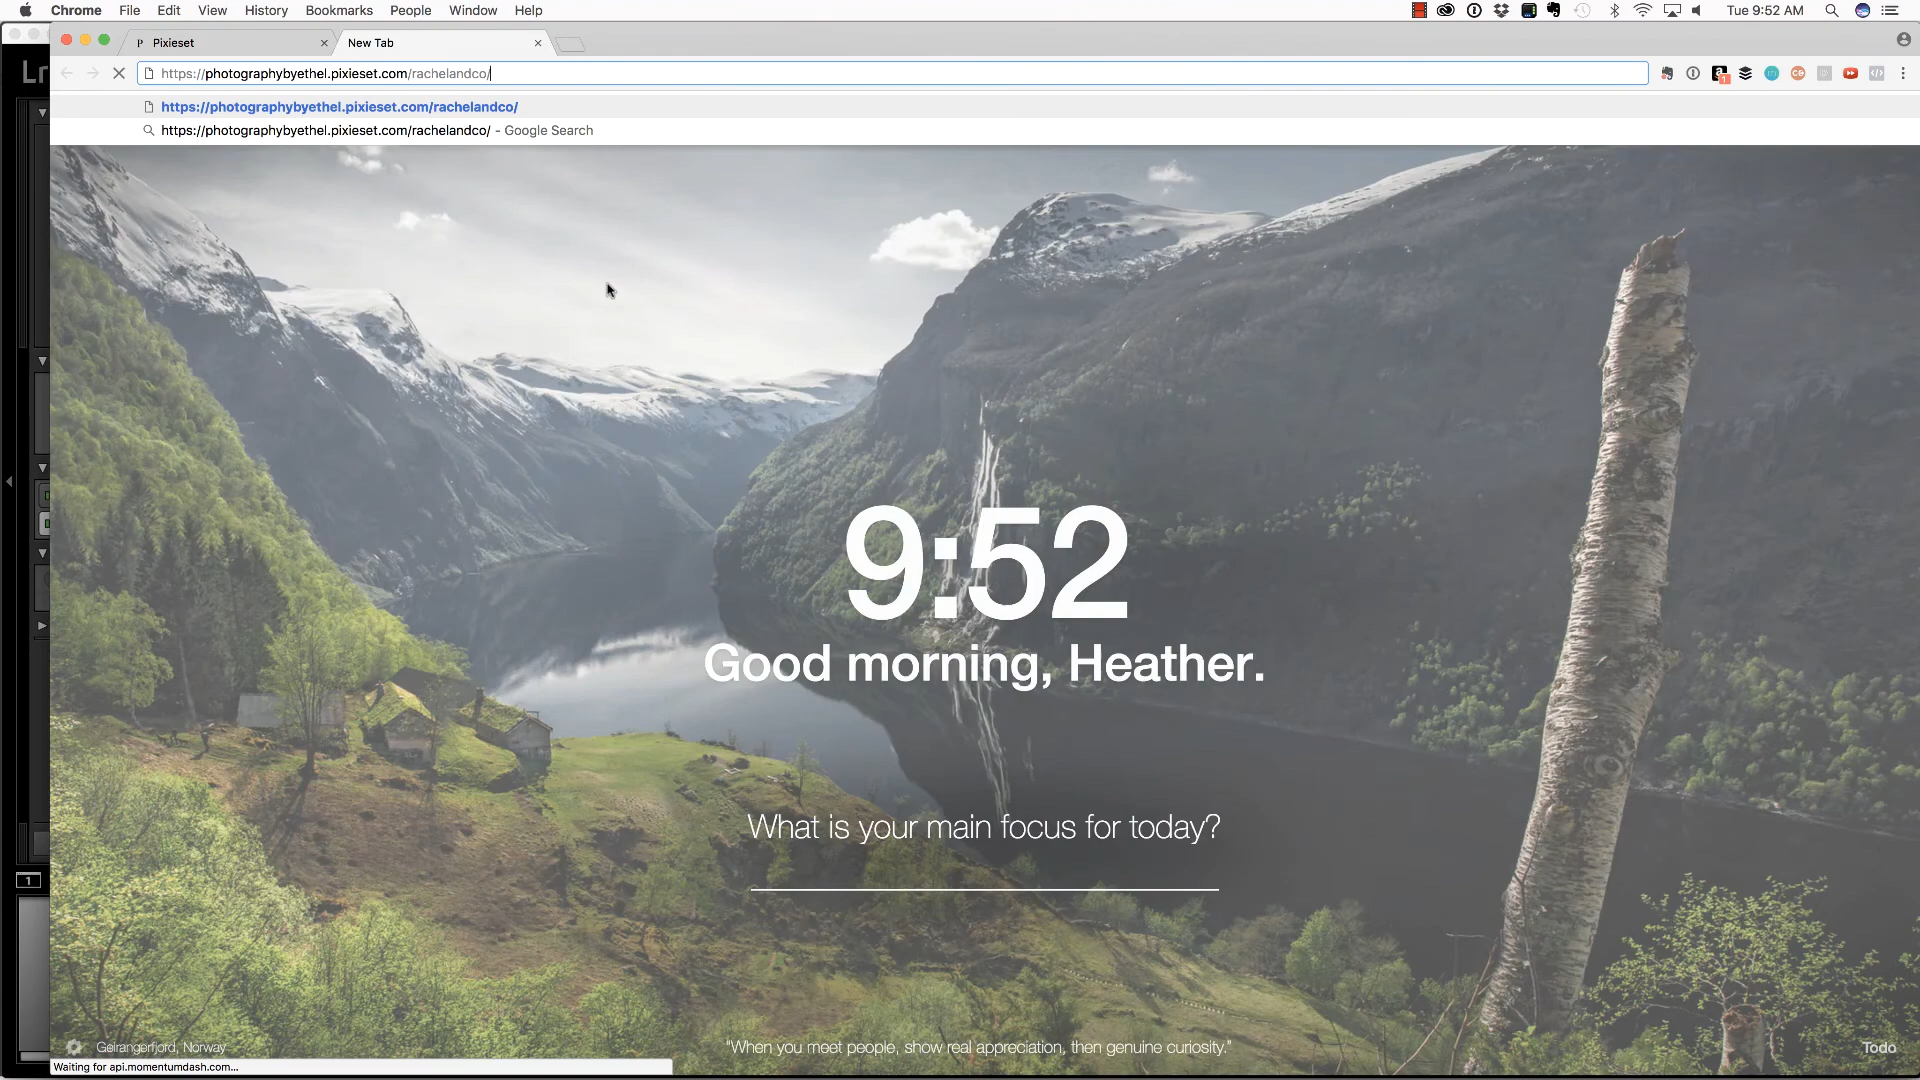 Chrome File Edit View History Bookmarks People Window Help Tue 9:52 AM
Pixieset New Tab
Lr https://photographybyethel.pixieset.com/rachelandco/
https://photographybyethel.pixieset.com/rachelandco/
https://photographybyethel.pixieset.com/rachelandco/ - Google Search
9:52
Good morning, Heather.
What is your main focus for today?
1
Geirangerfjord, Norway "When you meet people, show real appreciation, then genuine curiosity." Todo
Waiting for api.momentumdash.com...